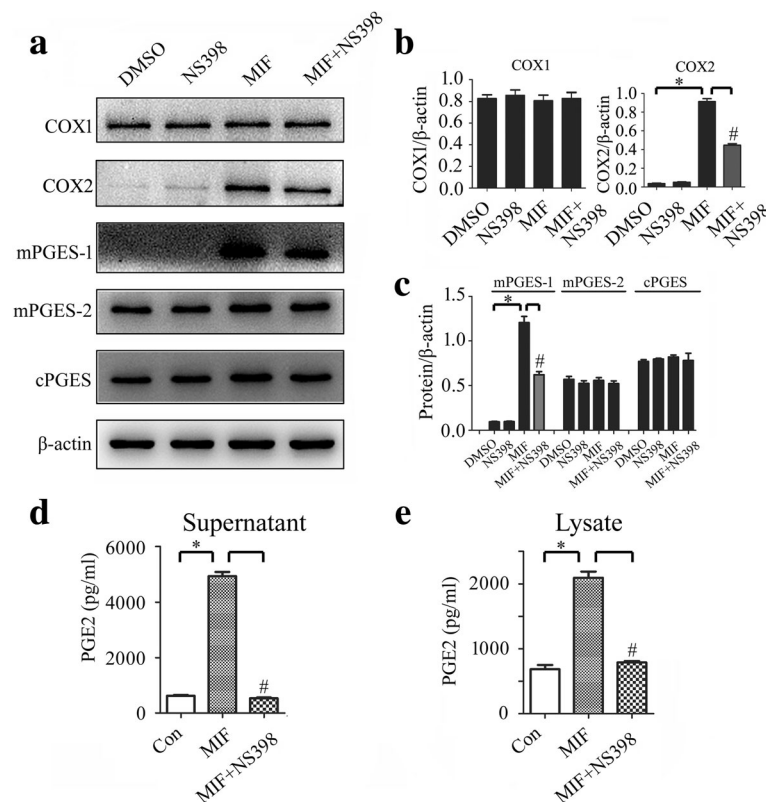 a
DMSO
NS398
MIF
MIF+NS398
COX1
COX2
mPGES-1
mPGES-2
cPGES
β-actin
b
COX1
COX1/β-actin
1.0
0.8
0.6
0.4
0.2
0.0
DMSO
NS398
MIF
MIF+
NS398
COX2
COX2/β-actin
*
#
1.0
0.8
0.6
0.4
0.2
0.0
DMSO
NS398
MIF
MIF+
NS398
c
mPGES-1 mPGES-2 cPGES
Protein/β-actin
*
#
1.5
1.0
0.5
0.0
DMSO
NS398
MIF
MIF+NS398
DMSO
NS398
MIF
MIF+NS398
DMSO
NS398
MIF
MIF+NS398
d
Supernatant
PGE2 (pg/ml)
*
#
6000
4000
2000
0
Con
MIF
MIF+NS398
e
Lysate
PGE2 (pg/ml)
*
#
2000
1000
0
Con
MIF
MIF+NS398